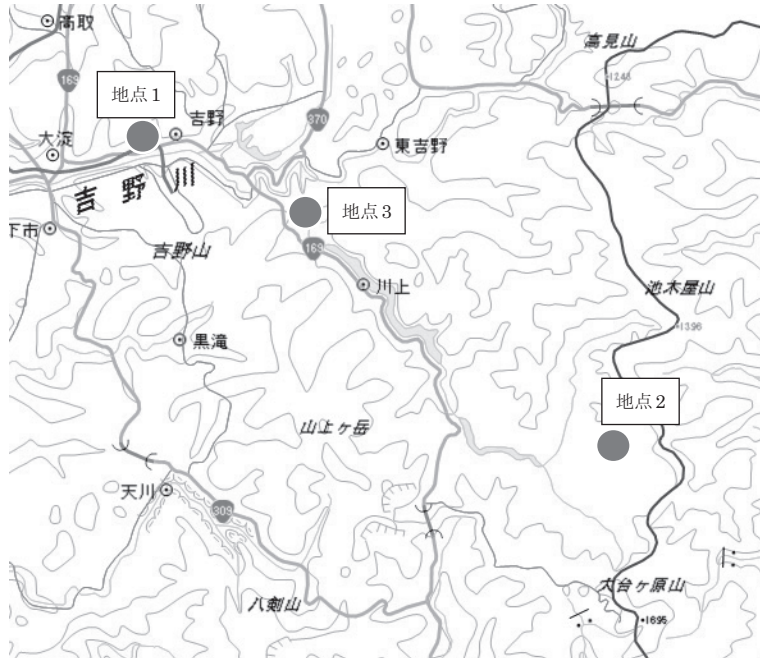 高取
高見山
1248
169
地点1
吉野
370
大淀
東吉野
吉野川
地点3
下市
吉野山
169
川上
池木屋山
1396
黒滝
地点2
山上ヶ岳
天川
309
大台ヶ原山
八剣山
1695